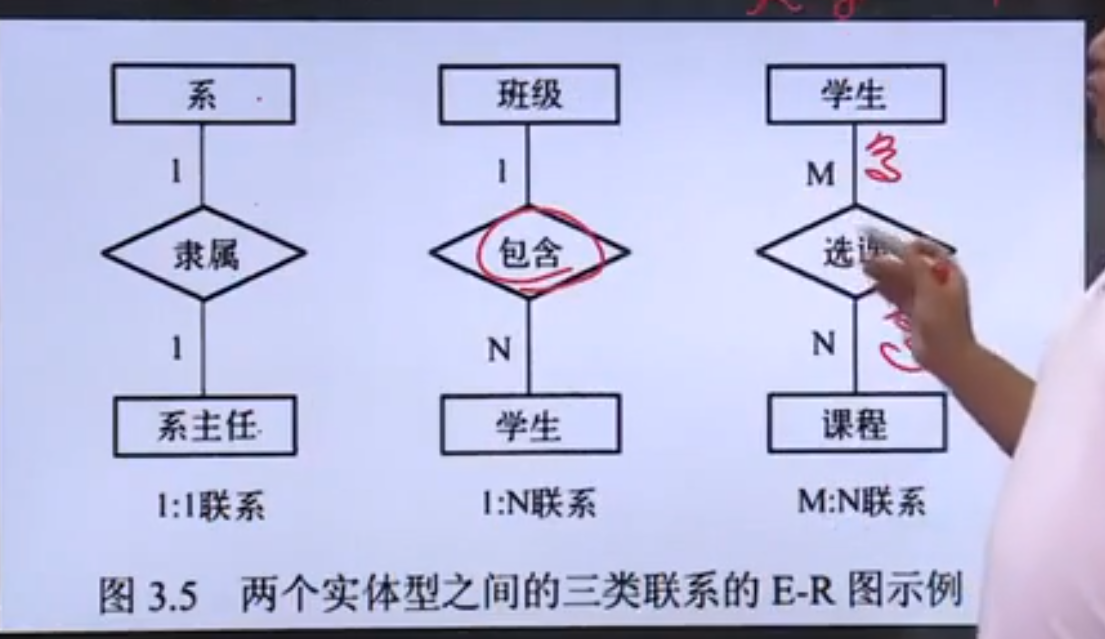 系 班级 学生
1 1 M 多
隶属 包含 选课
1 N N
系主任 学生 课程
1:1联系 1:N联系 M:N联系
图 3.5 两个实体型之间的三类联系的 E-R 图示例